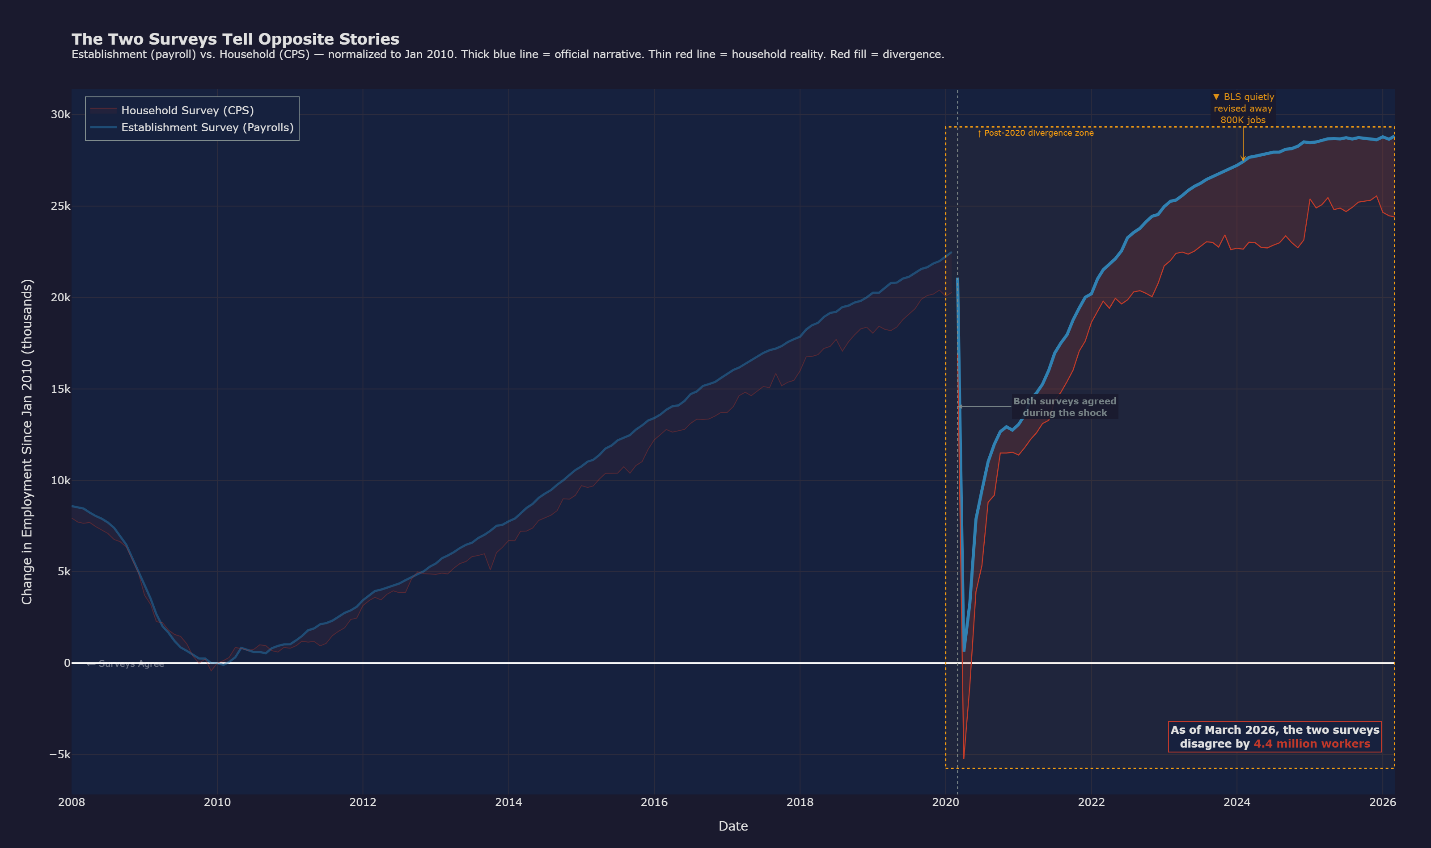 The Two Surveys Tell Opposite Stories
Establishment (payroll) vs. Household (CPS) — normalized to Jan 2010. Thick blue line = official narrative. Thin red line = household reality. Red fill = divergence.
Household Survey (CPS)
Establishment Survey (Payrolls)
▼ BLS quietly
revised away
800K jobs
↑ Post-2020 divergence zone
Both surveys agreed
during the shock
← Surveys Agree
As of March 2026, the two surveys
disagree by 4.4 million workers
Change in Employment Since Jan 2010 (thousands)
30k
25k
20k
15k
10k
5k
0
−5k
2008
2010
2012
2014
2016
2018
2020
2022
2024
2026
Date